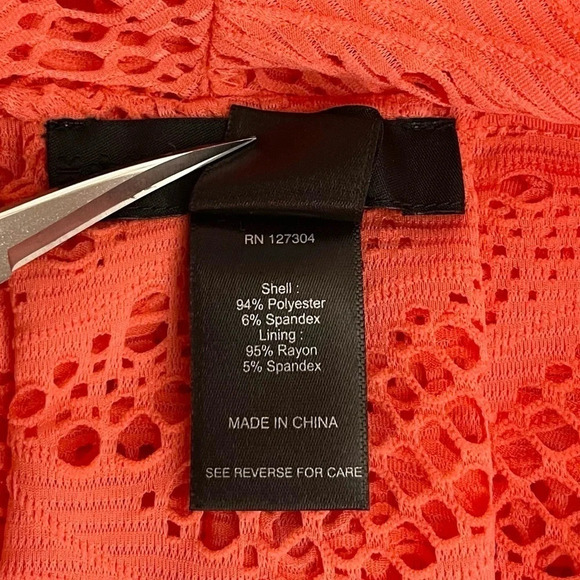 RN 127304
Shell :
94% Polyester
6% Spandex
Lining :
95% Rayon
5% Spandex
MADE IN CHINA
SEE REVERSE FOR CARE